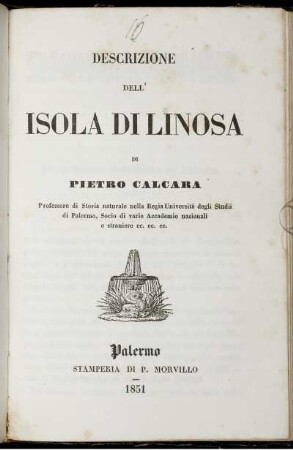 16
DESCRIZIONE
DELL'
ISOLA DI LINOSA
DI
PIETRO CALCARA
Professore di Storia naturale nella Regia Università degli Studii
di Palermo, Socio di varie Accademie nazionali
e straniere ec. ec. ec.
Palermo
STAMPERIA DI P. MORVILLO
1851